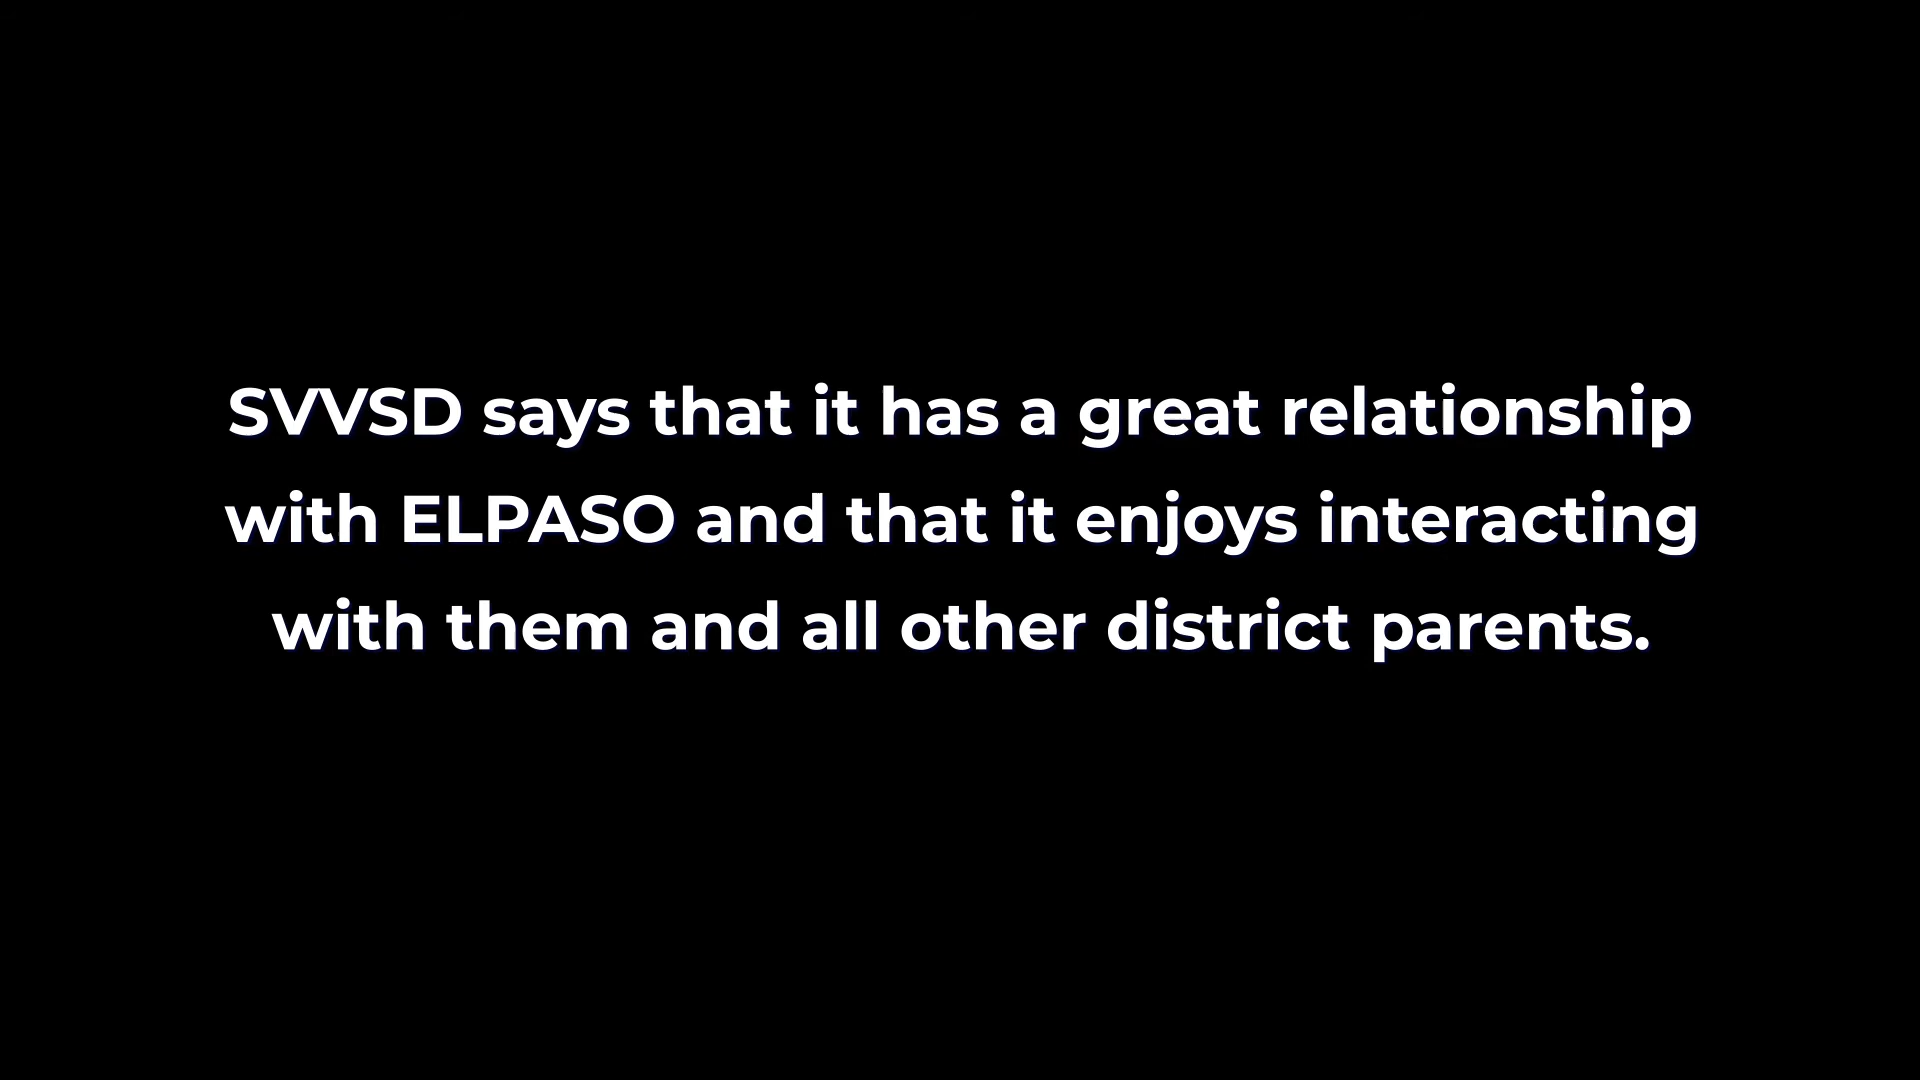 SVVSD says that it has a great relationship
with ELPASO and that it enjoys interacting
with them and all other district parents.